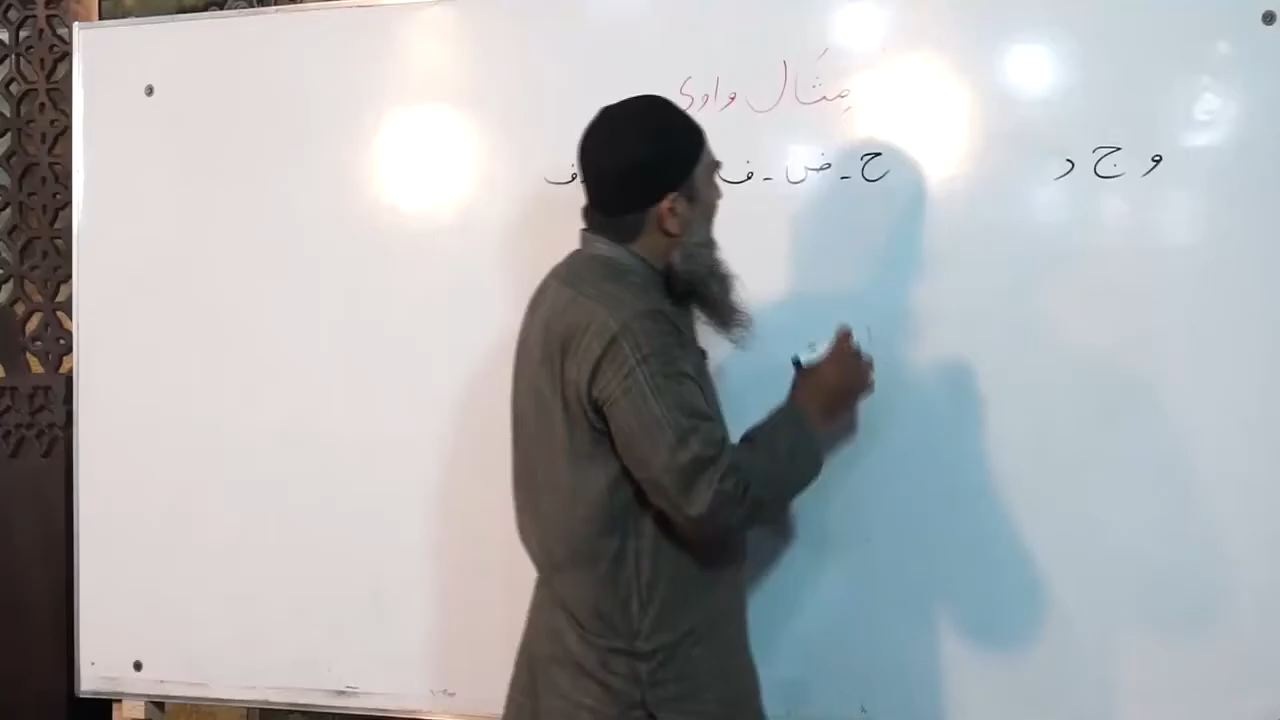 مِثَال واوی
و ج د
ح - ض - ف
ف